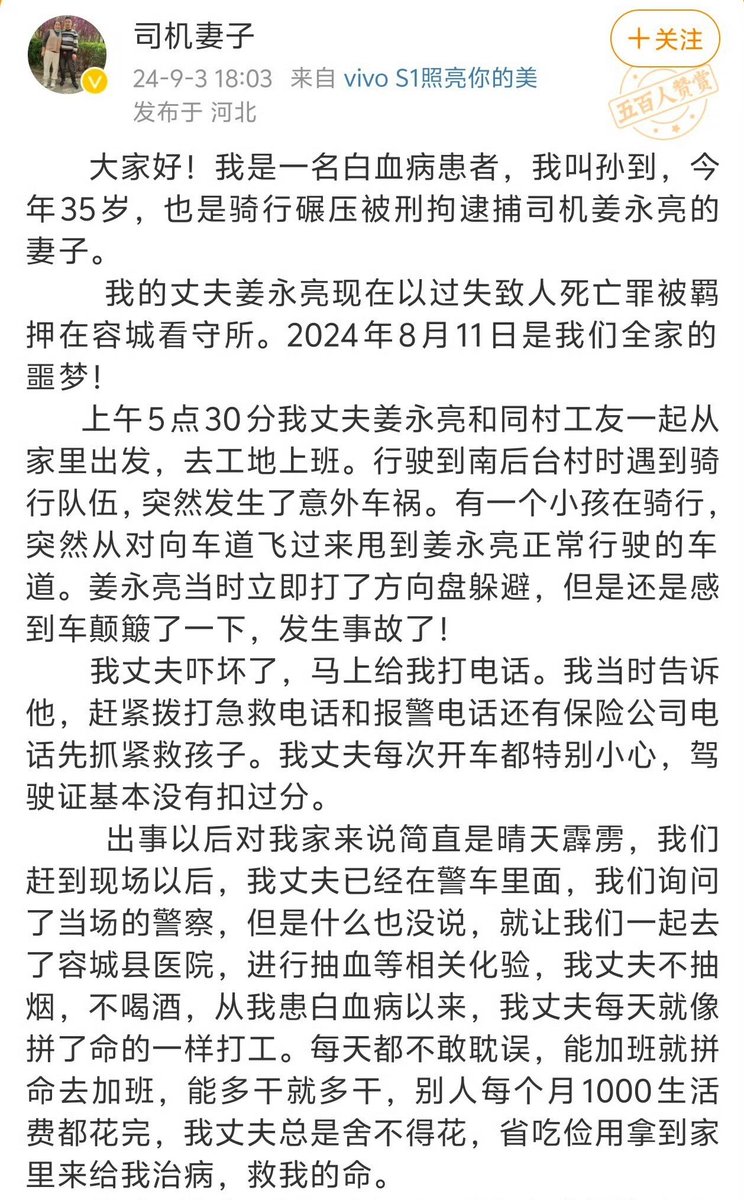 司机妻子
+关注
24-9-3 18:03 来自 vivo S1照亮你的美
发布于 河北
五百人赞赏
大家好！我是一名白血病患者，我叫孙到，今
年35岁，也是骑行碾压被刑拘逮捕司机姜永亮的
妻子。
我的丈夫姜永亮现在以过失致人死亡罪被羁
押在容城看守所。2024年8月11日是我们全家的
噩梦！
上午5点30分我丈夫姜永亮和同村工友一起从
家里出发，去工地上班。行驶到南后台村时遇到骑
行队伍，突然发生了意外车祸。有一个小孩在骑行，
突然从对向车道飞过来甩到姜永亮正常行驶的车
道。姜永亮当时立即打了方向盘躲避，但是还是感
到车颠簸了一下，发生事故了！
我丈夫吓坏了，马上给我打电话。我当时告诉
他，赶紧拨打急救电话和报警电话还有保险公司电
话先抓紧救孩子。我丈夫每次开车都特别小心，驾
驶证基本没有扣过分。
出事以后对我家来说简直是晴天霹雳，我们
赶到现场以后，我丈夫已经在警车里面，我们询问
了当场的警察，但是什么也没说，就让我们一起去
了容城县医院，进行抽血等相关化验，我丈夫不抽
烟，不喝酒，从我患白血病以来，我丈夫每天就像
拼了命的一样打工。每天都不敢耽误，能加班就拼
命去加班，能多干就多干，别人每个月1000生活
费都花完，我丈夫总是舍不得花，省吃俭用拿到家
里来给我治病，救我的命。